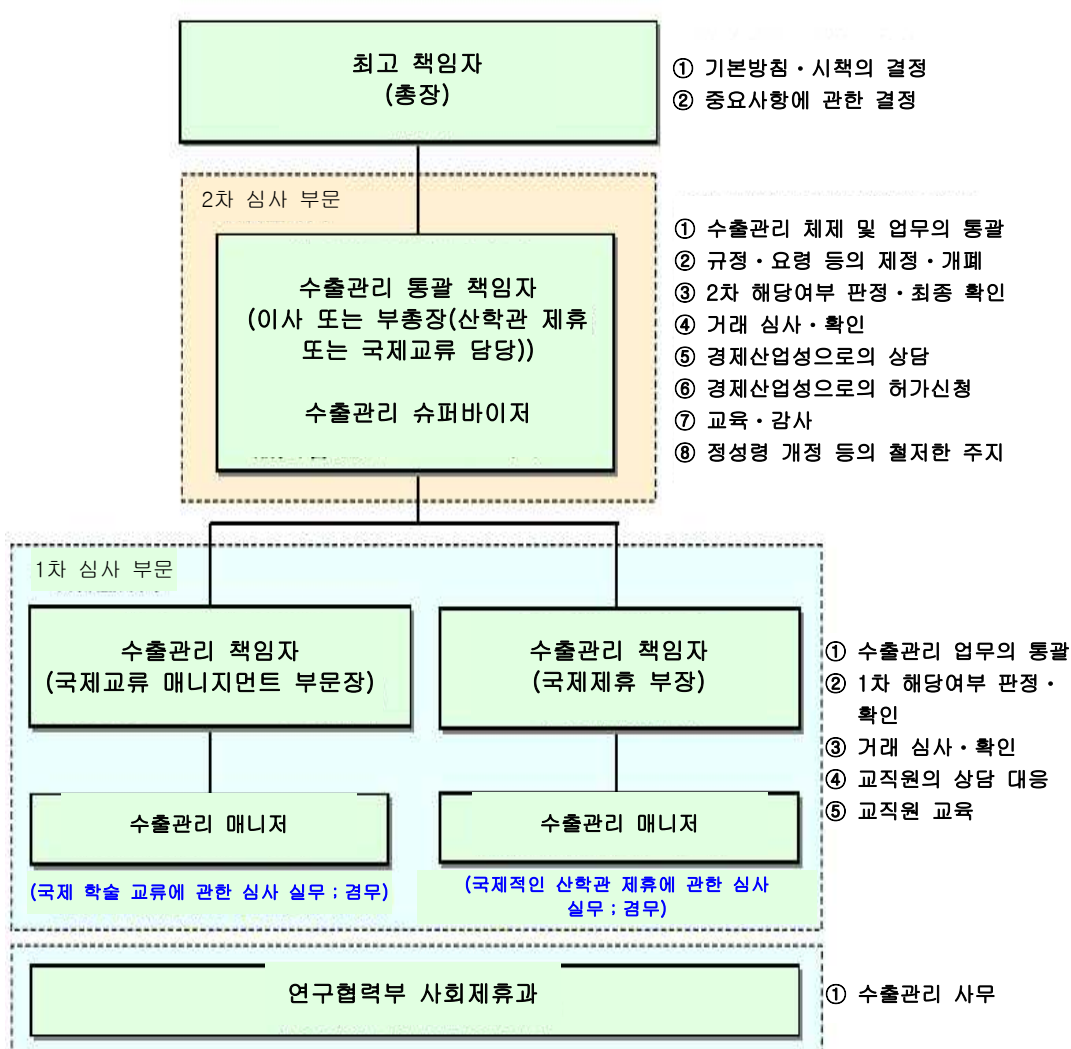 최고 책임자
(총장)
① 기본방침・시책의 결정
② 중요사항에 관한 결정
2차 심사 부문
수출관리 통괄 책임자
(이사 또는 부총장(산학관 제휴
또는 국제교류 담당))
수출관리 슈퍼바이저
① 수출관리 체제 및 업무의 통괄
② 규정・요령 등의 제정・개폐
③ 2차 해당여부 판정・최종 확인
④ 거래 심사・확인
⑤ 경제산업성으로의 상담
⑥ 경제산업성으로의 허가신청
⑦ 교육・감사
⑧ 정성령 개정 등의 철저한 주지
1차 심사 부문
수출관리 책임자
(국제교류 매니지먼트 부문장)
수출관리 책임자
(국제제휴 부장)
① 수출관리 업무의 통괄
② 1차 해당여부 판정・
확인
③ 거래 심사・확인
④ 교직원의 상담 대응
⑤ 교직원 교육
수출관리 매니저
(국제 학술 교류에 관한 심사 실무;겸무)
수출관리 매니저
(국제적인 산학관 제휴에 관한 심사
실무;겸무)
연구협력부 사회제휴과
① 수출관리 사무